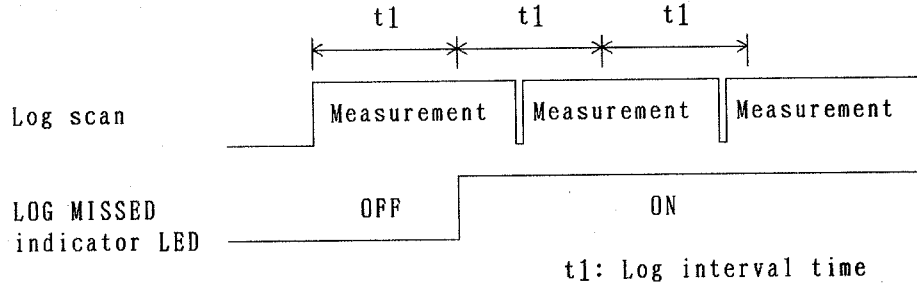 t1 t1 t1
Log scan Measurement Measurement Measurement
LOG MISSED OFF ON
indicator LED
t1: Log interval time